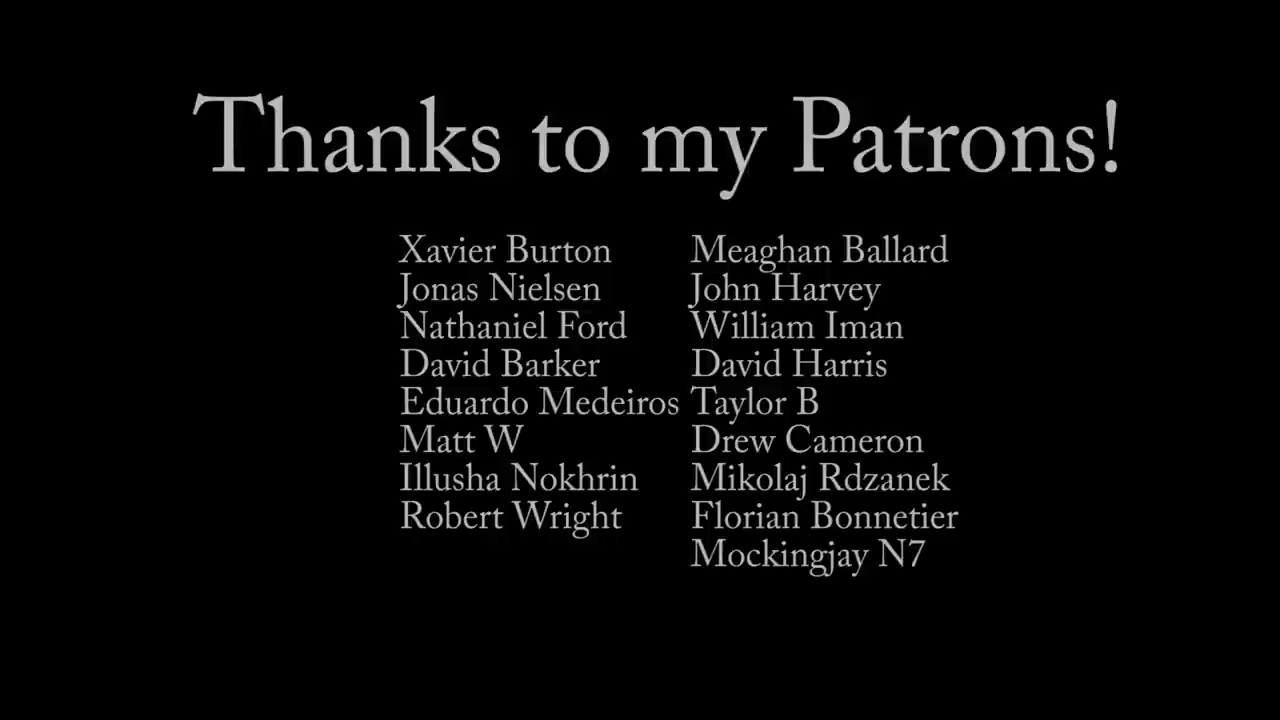 Thanks to my Patrons!
Xavier Burton
Jonas Nielsen
Nathaniel Ford
David Barker
Eduardo Medeiros
Matt W
Illusha Nokhrin
Robert Wright
Meaghan Ballard
John Harvey
William Iman
David Harris
Taylor B
Drew Cameron
Mikolaj Rdzanek
Florian Bonnetier
Mockingjay N7